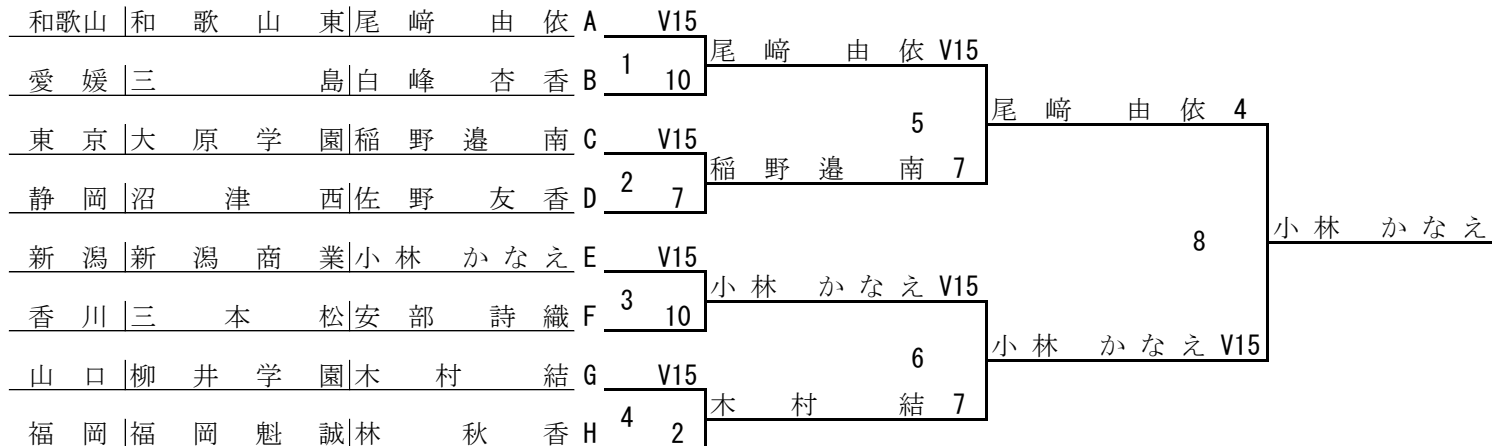 和歌山 和歌山東 尾﨑由依 A V15
尾﨑由依 V15
1
愛媛 三島 白峰杏香 B 10
尾﨑由依 4
5
東京 大原学園 稲野邉南 C V15
稲野邉南 7
2
静岡 沼津西 佐野友香 D 7
8
小林かなえ
新潟 新潟商業 小林かなえ E V15
小林かなえ V15
3
香川 三本松 安部詩織 F 10
6
小林かなえ V15
山口 柳井学園 木村結 G V15
木村結 7
4
福岡 福岡魁誠 林秋香 H 2